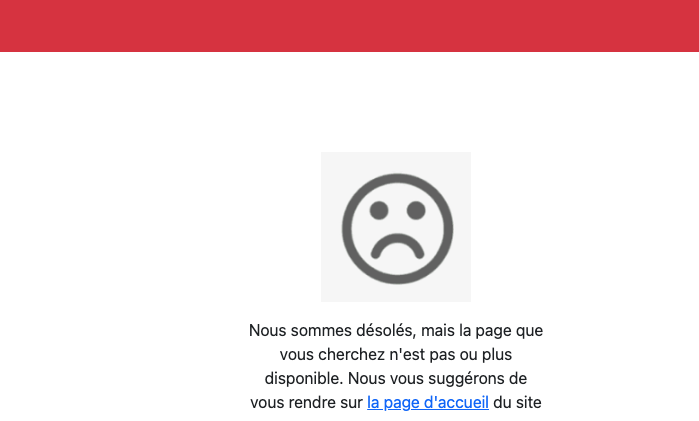 Nous sommes désolés, mais la page que
vous cherchez n'est pas ou plus
disponible. Nous vous suggérons de
vous rendre sur la page d'accueil du site